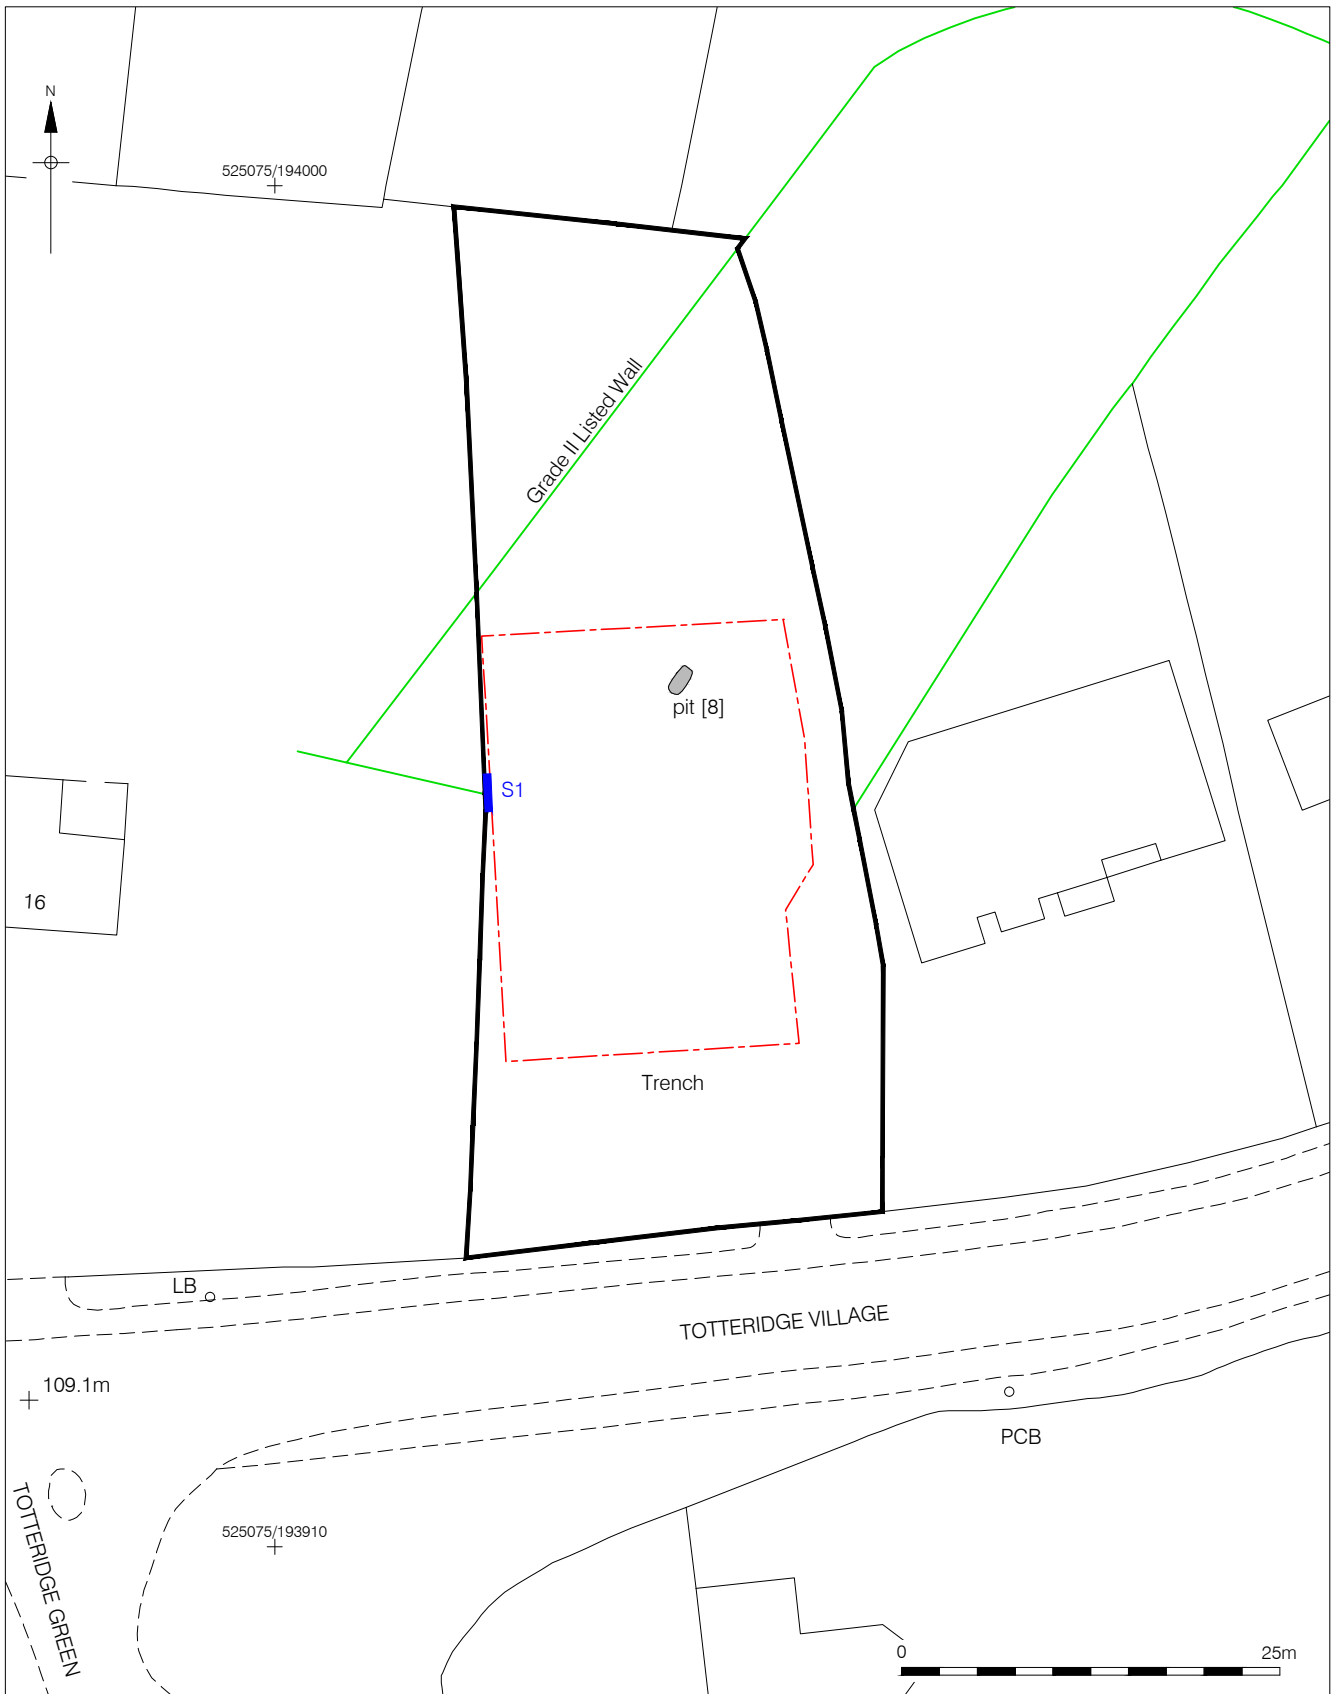 N
525075/194000
Grade II Listed Wall
pit [8]
S1
16
Trench
LB
TOTTERIDGE VILLAGE
109.1m
PCB
TOTTERIDGE GREEN
525075/193910
0 25m